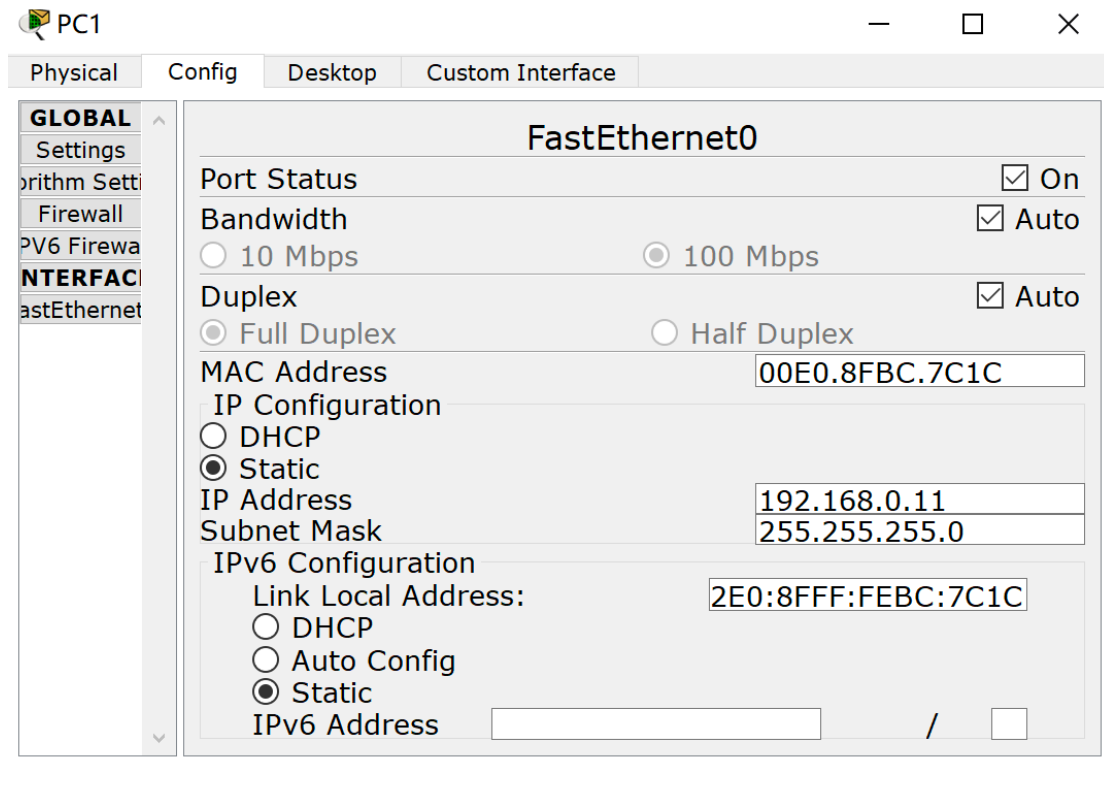 PC1
Physical Config Desktop Custom Interface
GLOBAL
Settings
orithm Setti
Firewall
PV6 Firewa
NTERFAC
astEthernet
FastEthernet0
Port Status On
Bandwidth Auto
10 Mbps 100 Mbps
Duplex Auto
Full Duplex Half Duplex
MAC Address 00E0.8FBC.7C1C
IP Configuration
DHCP
Static
IP Address 192.168.0.11
Subnet Mask 255.255.255.0
IPv6 Configuration
Link Local Address: 2E0:8FFF:FEBC:7C1C
DHCP
Auto Config
Static
IPv6 Address /